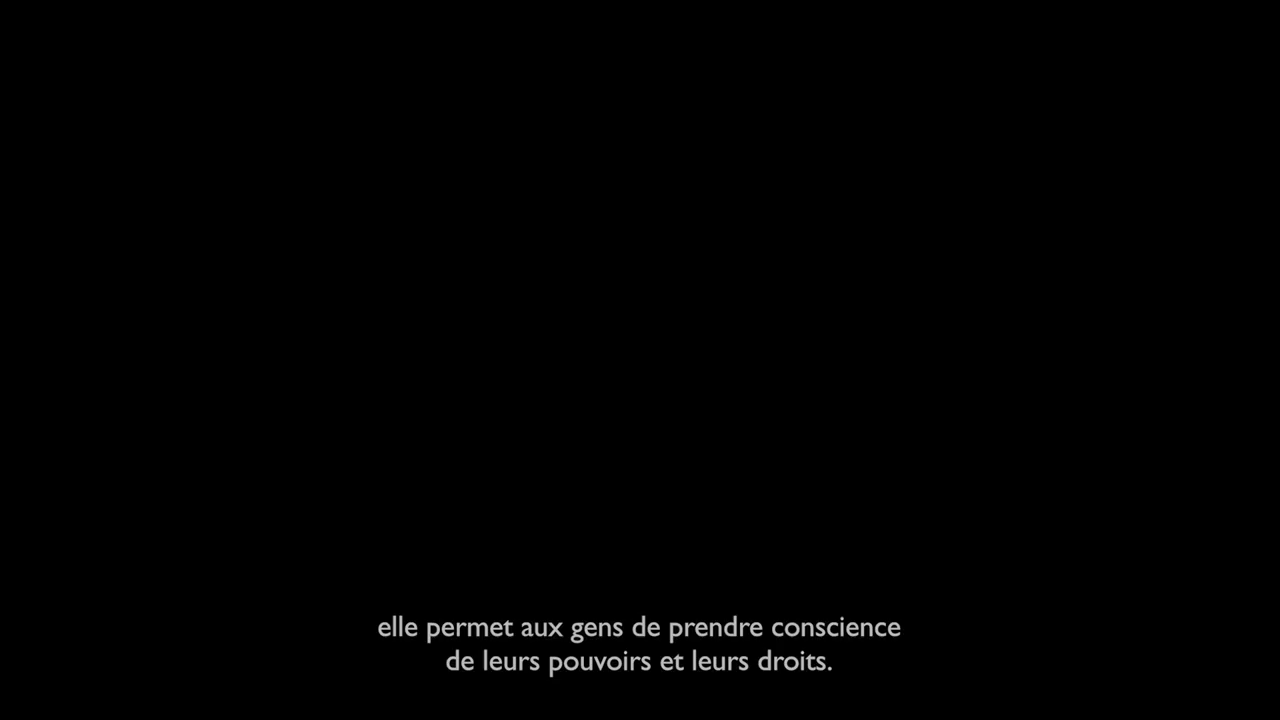 elle permet aux gens de prendre conscience
de leurs pouvoirs et leurs droits.